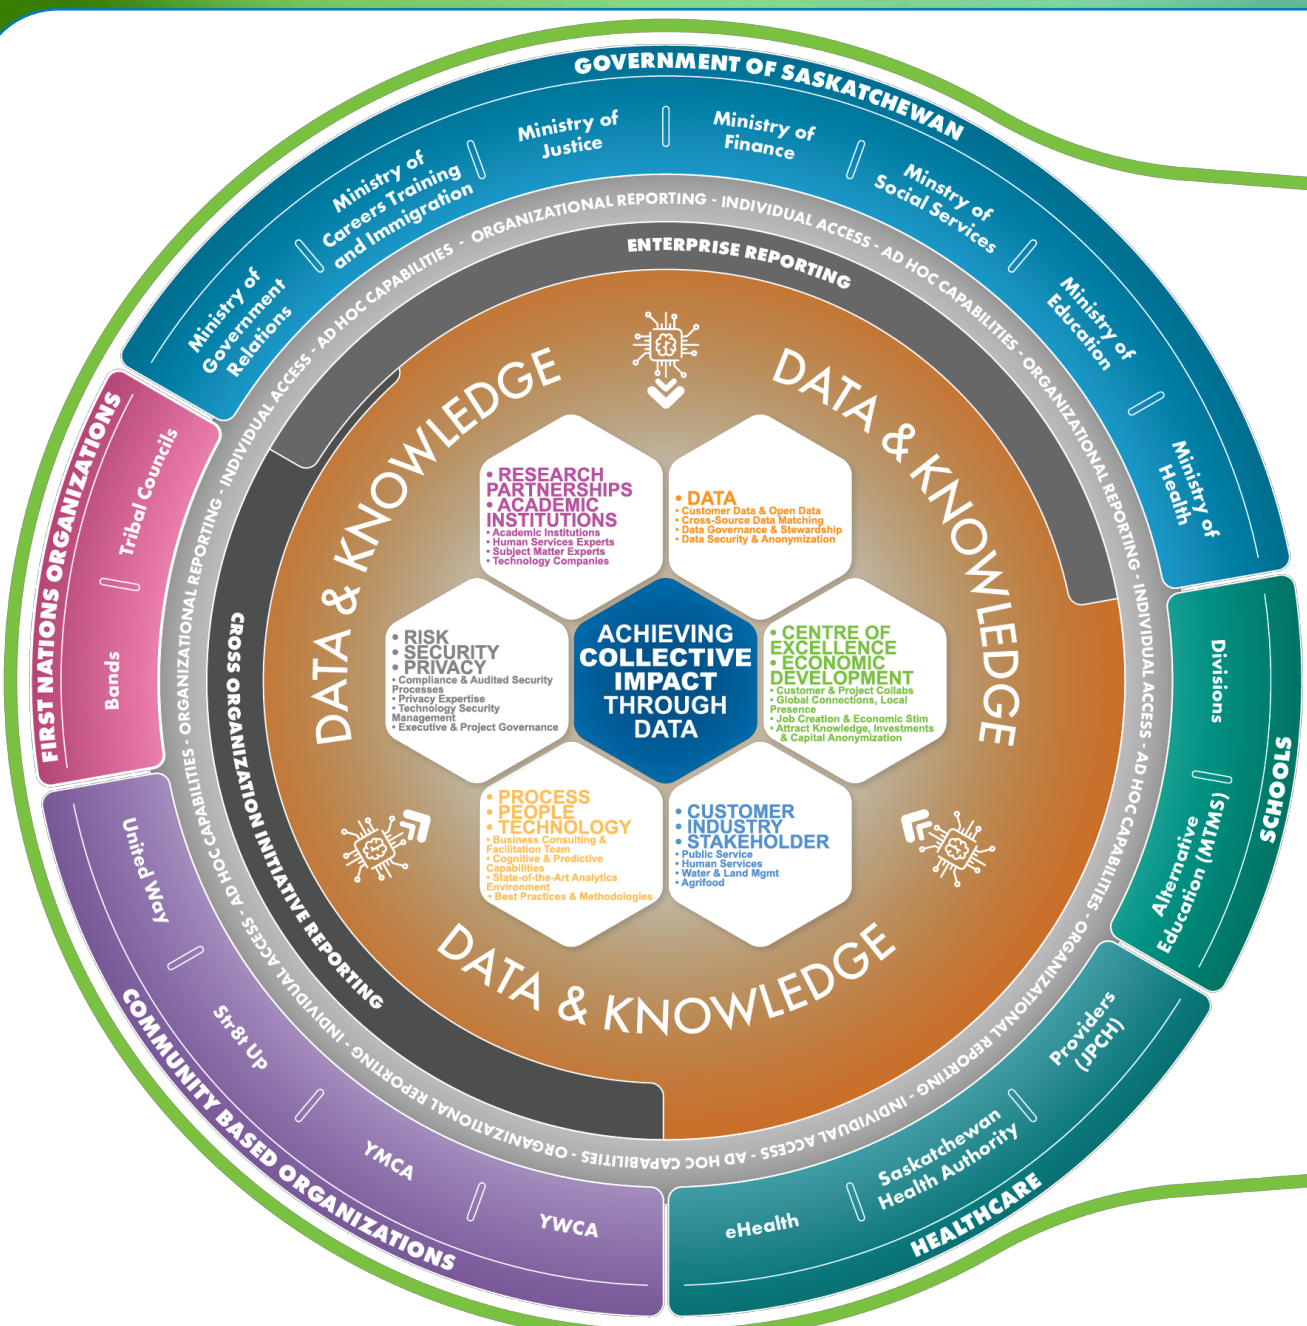 GOVERNMENT OF SASKATCHEWAN
Ministry of
Government
Relations
Ministry of
Careers Training
and Immigration
Ministry of
Justice
Ministry of
Finance
Minstry of
Social Services
Ministry of
Education
Ministry of
Health
SCHOOLS
Divisions
Alternative
Education (MTMS)
HEALTHCARE
Providers
(JPCH)
Saskatchewan
Health Authority
eHealth
COMMUNITY BASED ORGANIZATIONS
YWCA
YMCA
Str8t Up
United Way
FIRST NATIONS ORGANIZATIONS
Bands
Tribal Councils
ORGANIZATIONAL REPORTING - INDIVIDUAL ACCESS - AD HOC CAPABILITIES - ORGANIZATIONAL REPORTING - INDIVIDUAL ACCESS - AD HOC CAPABILITIES - ORGANIZATIONAL REPORTING - INDIVIDUAL ACCESS - AD HOC CAPABILITIES - ORGANIZATIONAL REPORTING - INDIVIDUAL ACCESS - AD HOC CAPABILITIES - ORGANIZATIONAL REPORTING - INDIVIDUAL ACCESS - AD HOC CAPABILITIES -
ENTERPRISE REPORTING
CROSS ORGANIZATION INITIATIVE REPORTING
DATA & KNOWLEDGE
DATA & KNOWLEDGE
DATA & KNOWLEDGE
• RESEARCH
PARTNERSHIPS
• ACADEMIC
INSTITUTIONS
• Academic Institutions
• Human Services Experts
• Subject Matter Experts
• Technology Companies
• DATA
• Customer Data & Open Data
• Cross-Source Data Matching
• Data Governance & Stewardship
• Data Security & Anonymization
• RISK
• SECURITY
• PRIVACY
• Compliance & Audited Security
Processes
• Privacy Expertise
• Technology Security
Management
• Executive & Project Governance
ACHIEVING
COLLECTIVE
IMPACT
THROUGH
DATA
• CENTRE OF
EXCELLENCE
• ECONOMIC
DEVELOPMENT
• Customer & Project Collabs
• Global Connections, Local
Presence
• Job Creation & Economic Stim
• Attract Knowledge, Investments
& Capital Anonymization
• PROCESS
• PEOPLE
• TECHNOLOGY
• Business Consulting &
Facilitation Team
• Cognitive & Predictive
Capabilities
• State-of-the-Art Analytics
Environment
• Best Practices & Methodologies
• CUSTOMER
• INDUSTRY
• STAKEHOLDER
• Public Service
• Human Services
• Water & Land Mgmt
• Agrifood